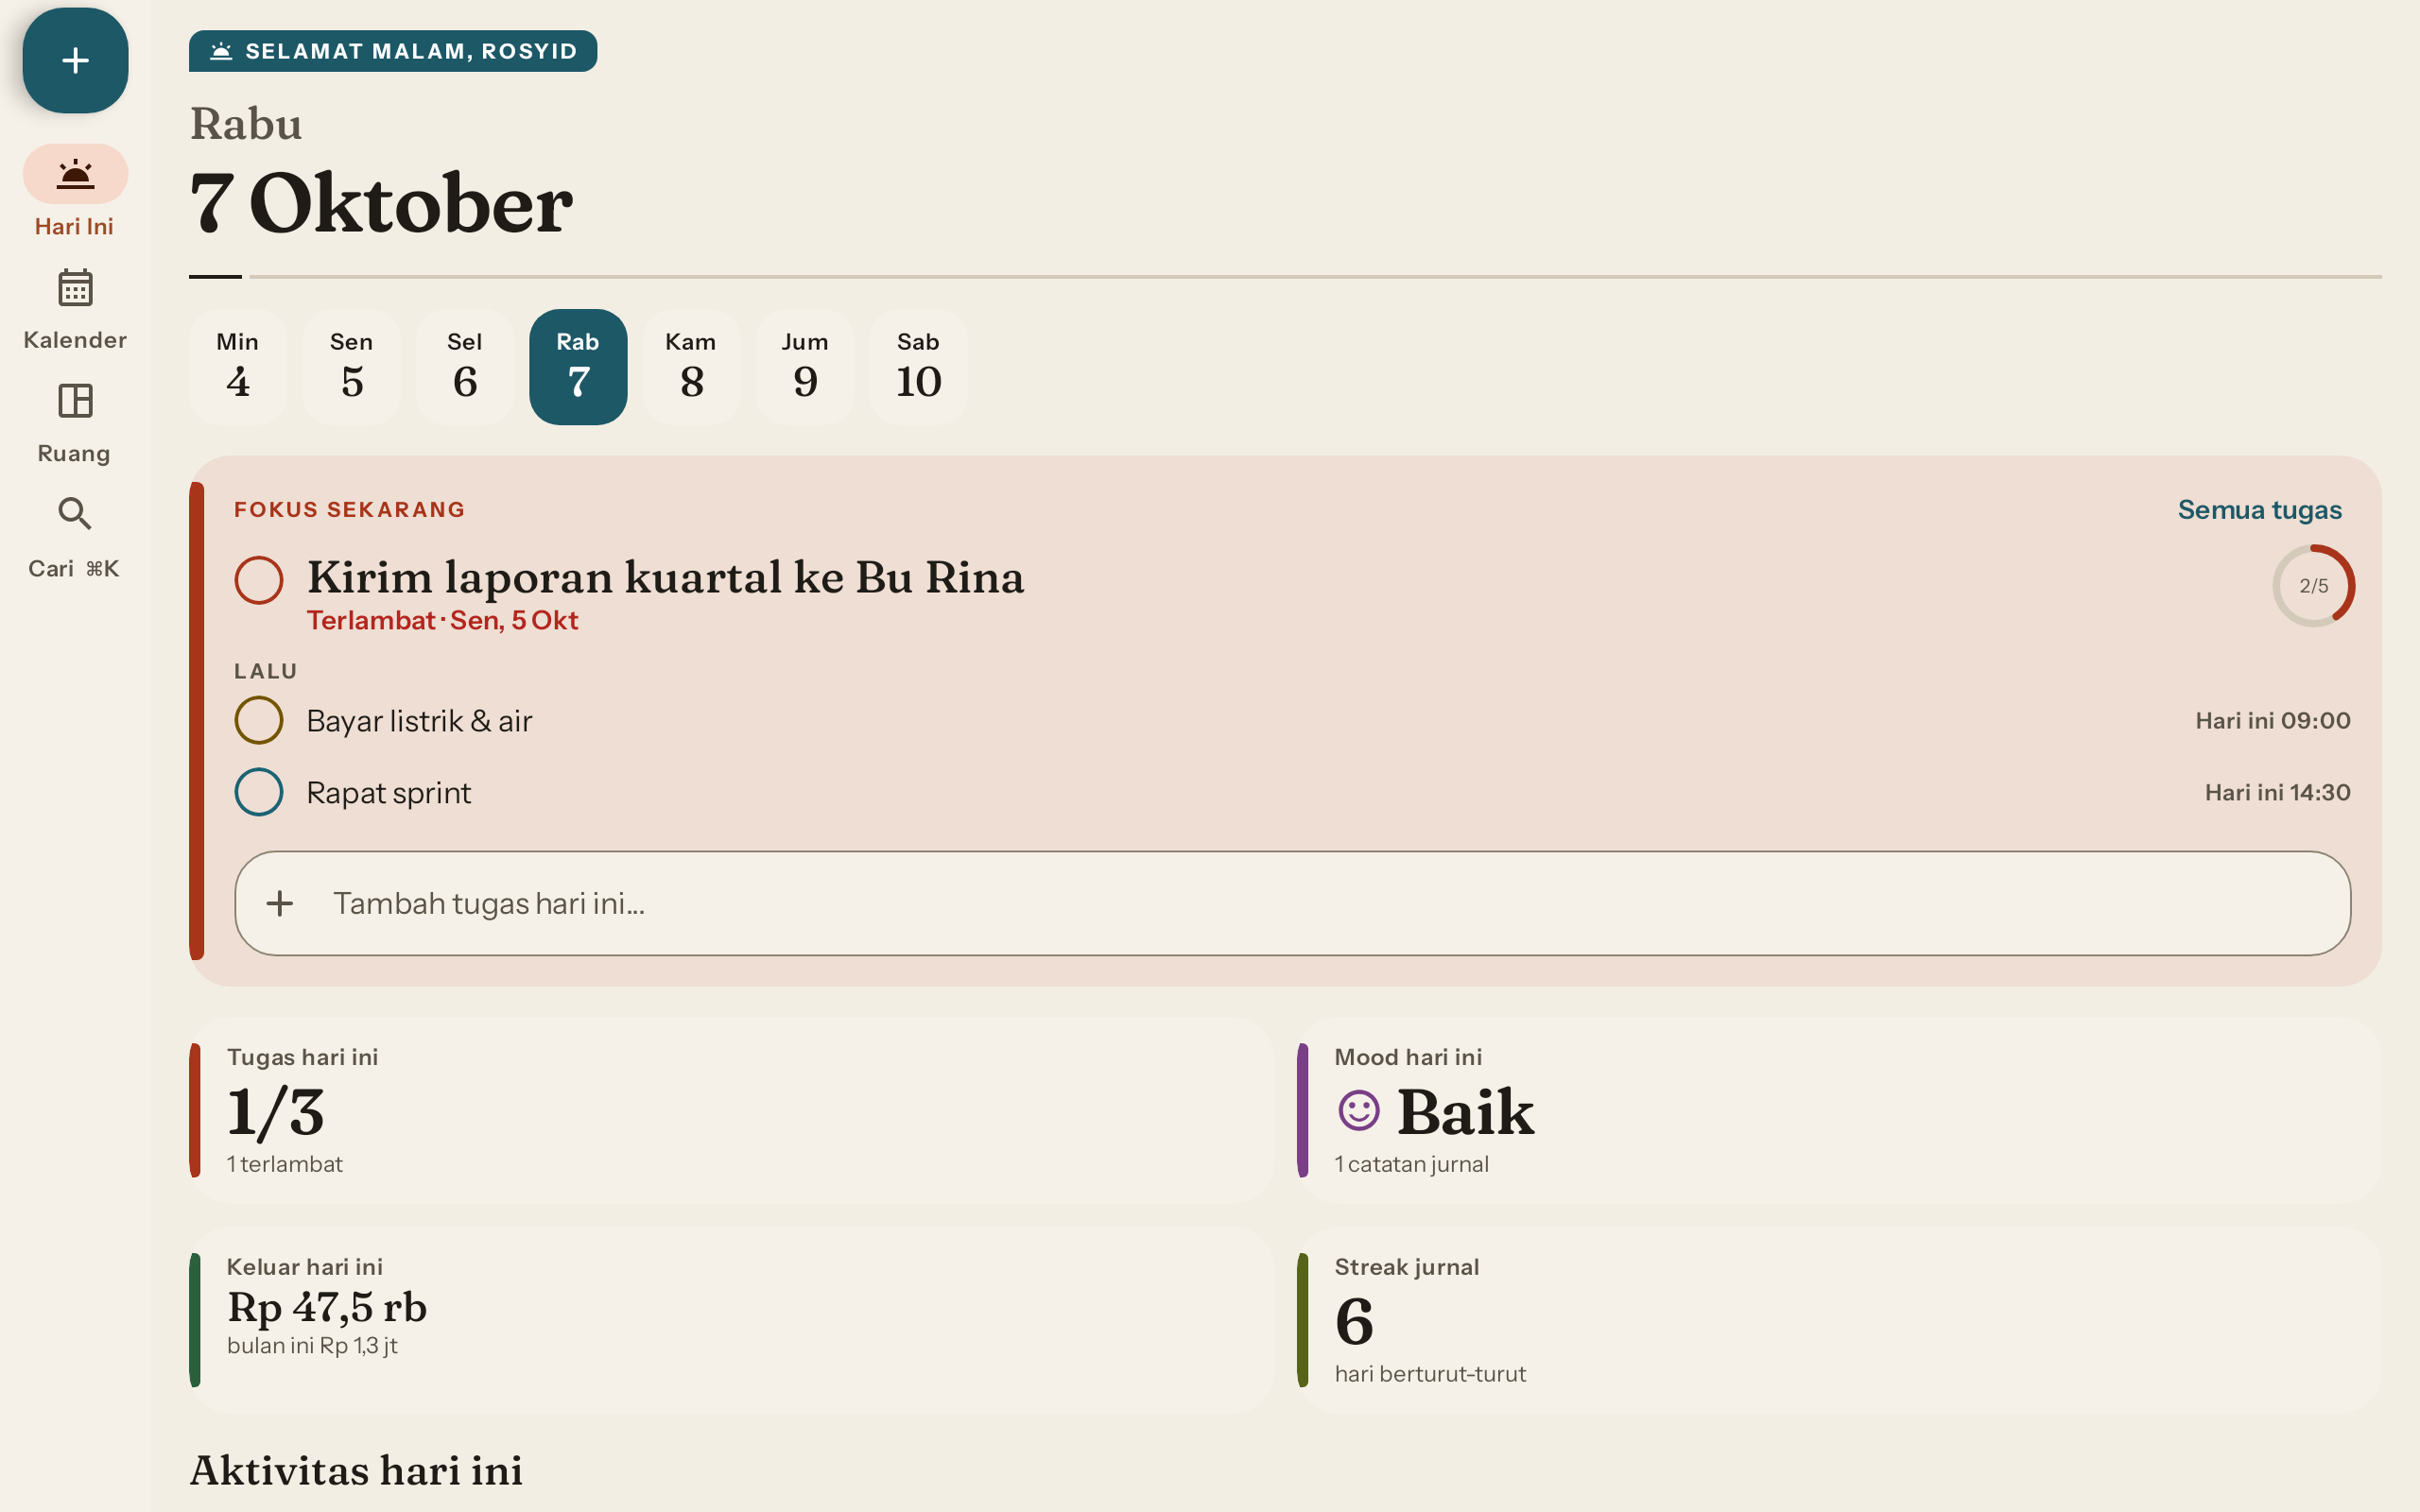 SELAMAT MALAM, ROSYID
Rabu
7 Oktober
Hari Ini
Kalender
Ruang
Cari ⌘K
Min
4
Sen
5
Sel
6
Rab
7
Kam
8
Jum
9
Sab
10
FOKUS SEKARANG
Semua tugas
Kirim laporan kuartal ke Bu Rina
Terlambat · Sen, 5 Okt
2/5
LALU
Bayar listrik & air
Hari ini 09:00
Rapat sprint
Hari ini 14:30
Tambah tugas hari ini...
Tugas hari ini
1/3
1 terlambat
Mood hari ini
Baik
1 catatan jurnal
Keluar hari ini
Rp 47,5 rb
bulan ini Rp 1,3 jt
Streak jurnal
6
hari berturut-turut
Aktivitas hari ini